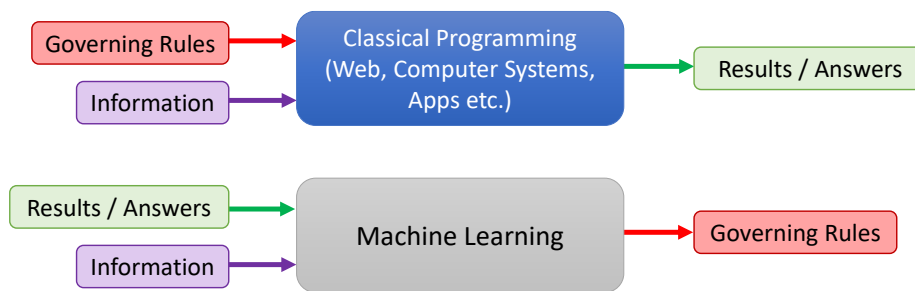 Governing Rules
Information
Classical Programming
(Web, Computer Systems,
Apps etc.)
Results / Answers
Results / Answers
Information
Machine Learning
Governing Rules